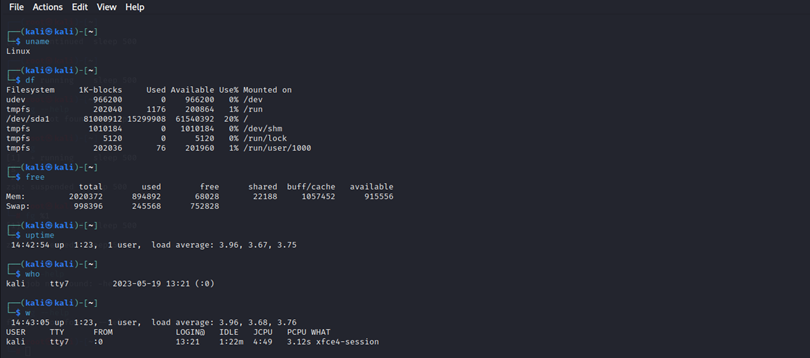 File Actions Edit View Help
┌──(kali㉿kali)-[~]
└─$ uname
Linux
┌──(kali㉿kali)-[~]
└─$ df
Filesystem     1K-blocks     Used Available Use% Mounted on
udev              966200        0    966200   0% /dev
tmpfs             202040     1176    200864   1% /run
/dev/sda1       81000912 15299908  61540392  20% /
tmpfs            1010184        0   1010184   0% /dev/shm
tmpfs               5120        0      5120   0% /run/lock
tmpfs             202036       76    201960   1% /run/user/1000
┌──(kali㉿kali)-[~]
└─$ free
               total        used        free      shared  buff/cache   available
Mem:         2020372      894892       68028       22188     1057452      915556
Swap:         998396      245568      752828
┌──(kali㉿kali)-[~]
└─$ uptime
 14:42:54 up  1:23,  1 user,  load average: 3.96, 3.67, 3.75
┌──(kali㉿kali)-[~]
└─$ who
kali     tty7         2023-05-19 13:21 (:0)
┌──(kali㉿kali)-[~]
└─$ w
 14:43:05 up  1:23,  1 user,  load average: 3.96, 3.68, 3.76
USER     TTY      FROM             LOGIN@   IDLE   JCPU   PCPU WHAT
kali     tty7     :0               13:21    1:22m  4:49   3.12s xfce4-session